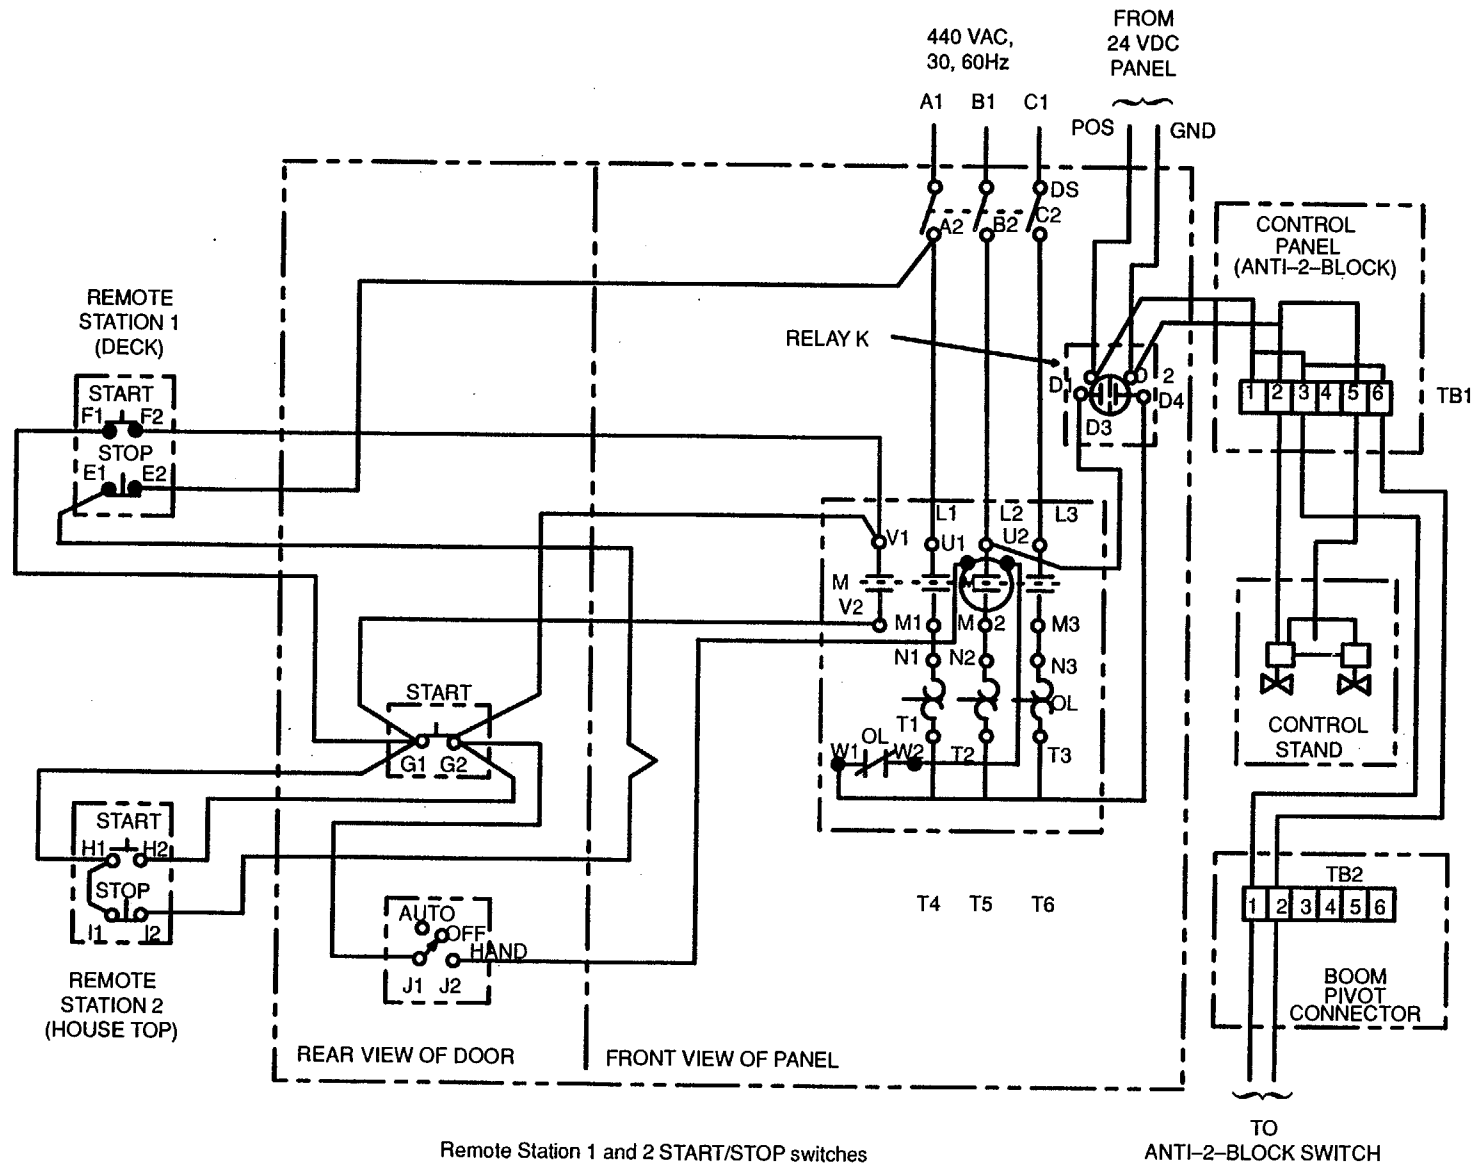 FROM
24 VDC
PANEL
440 VAC,
30, 60Hz
A1 B1 C1
POS GND
DS
A2 B2 C2
CONTROL
PANEL
(ANTI-2-BLOCK)
REMOTE
STATION 1
(DECK)
RELAY K
START
F1 F2
STOP
E1 E2
D1 D 2
D3 D4
1 2 3 4 5 6 TB1
L1 L2 L3
V1 U1 U2
M M
V2 M1 M 2 M3
N1 N2 N3
OL
T1
W1 OL W2 T2 T3
START
G1 G2
CONTROL
STAND
START
H1 H2
STOP
I1 I2
TB2
1 2 3 4 5 6
T4 T5 T6
AUTO
OFF
HAND
J1 J2
REMOTE
STATION 2
(HOUSE TOP)
BOOM
PIVOT
CONNECTOR
REAR VIEW OF DOOR
FRONT VIEW OF PANEL
TO
ANTI-2-BLOCK SWITCH
Remote Station 1 and 2 START/STOP switches